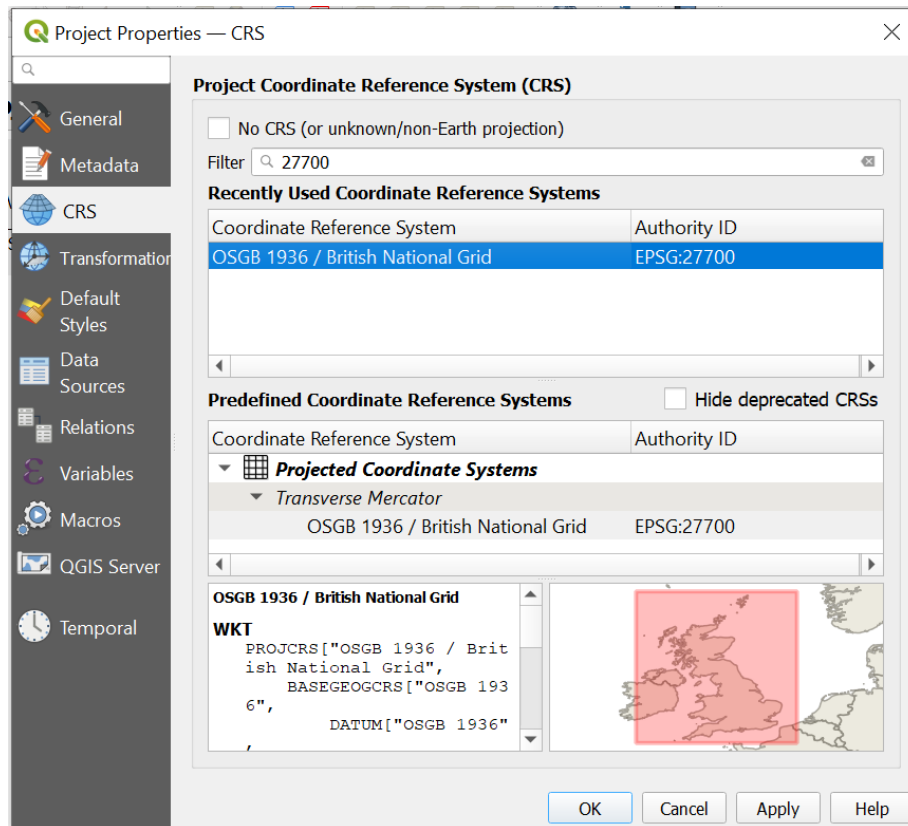 Project Properties — CRS
General
Metadata
CRS
Transformation
Default
Styles
Data
Sources
Relations
Variables
Macros
QGIS Server
Temporal
Project Coordinate Reference System (CRS)
No CRS (or unknown/non-Earth projection)
Filter 27700
Recently Used Coordinate Reference Systems
Coordinate Reference System Authority ID
OSGB 1936 / British National Grid EPSG:27700
Predefined Coordinate Reference Systems Hide deprecated CRSs
Coordinate Reference System Authority ID
Projected Coordinate Systems
Transverse Mercator
OSGB 1936 / British National Grid EPSG:27700
OSGB 1936 / British National Grid
WKT
PROJCRS["OSGB 1936 / Brit
ish National Grid",
BASEGEOGCRS["OSGB 193
6",
DATUM["OSGB 1936"
,
OK Cancel Apply Help